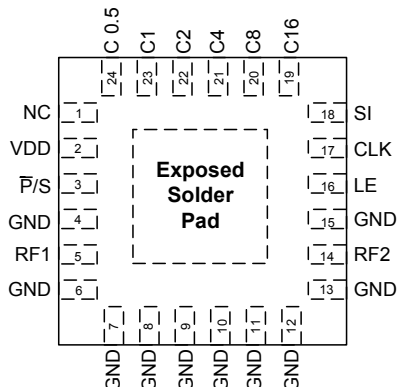 C 0.5
C1
C2
C4
C8
C16
24
23
22
21
20
19
NC 1
VDD 2
P̅/S 3
GND 4
RF1 5
GND 6
Exposed
Solder
Pad
18 SI
17 CLK
16 LE
15 GND
14 RF2
13 GND
7
8
9
10
11
12
GND
GND
GND
GND
GND
GND